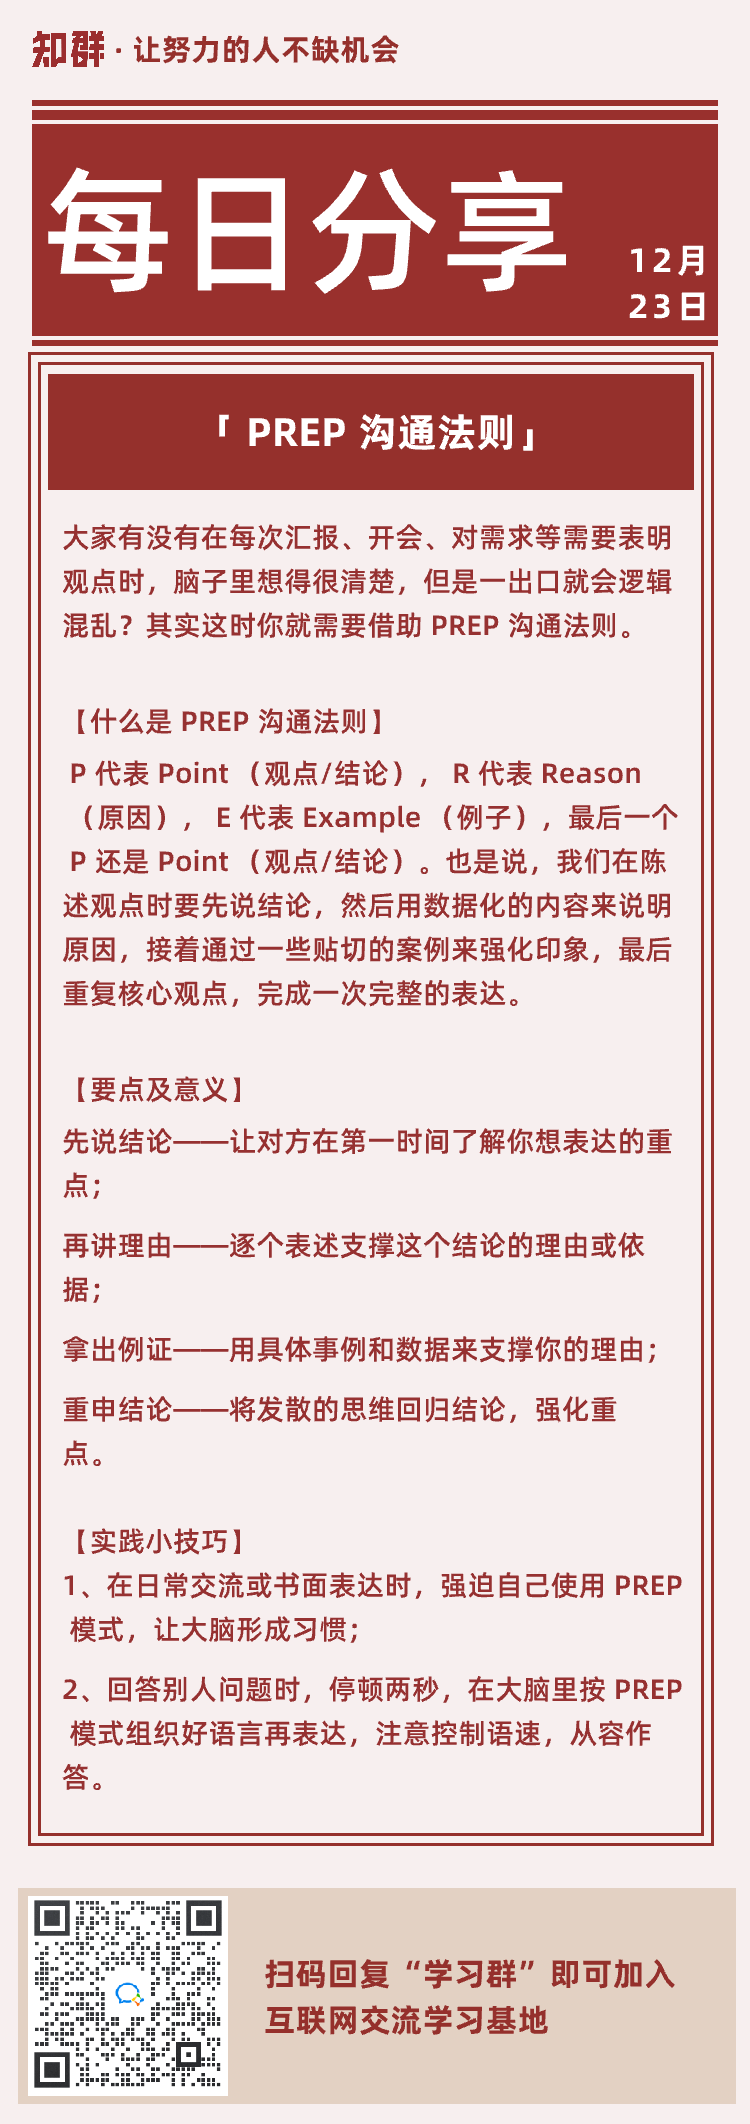 知群 · 让努力的人不缺机会
每日分享
12月
23日
「 PREP 沟通法则」
大家有没有在每次汇报、开会、对需求等需要表明
观点时，脑子里想得很清楚，但是一出口就会逻辑
混乱？其实这时你就需要借助 PREP 沟通法则。
【什么是 PREP 沟通法则】
P 代表 Point （观点/结论）， R 代表 Reason
（原因）， E 代表 Example （例子），最后一个
P 还是 Point （观点/结论）。也是说，我们在陈
述观点时要先说结论，然后用数据化的内容来说明
原因，接着通过一些贴切的案例来强化印象，最后
重复核心观点，完成一次完整的表达。
【要点及意义】
先说结论——让对方在第一时间了解你想表达的重
点；
再讲理由——逐个表述支撑这个结论的理由或依
据；
拿出例证——用具体事例和数据来支撑你的理由；
重申结论——将发散的思维回归结论，强化重
点。
【实践小技巧】
1、在日常交流或书面表达时，强迫自己使用 PREP
模式，让大脑形成习惯；
2、回答别人问题时，停顿两秒，在大脑里按 PREP
模式组织好语言再表达，注意控制语速，从容作
答。
扫码回复“学习群”即可加入
互联网交流学习基地